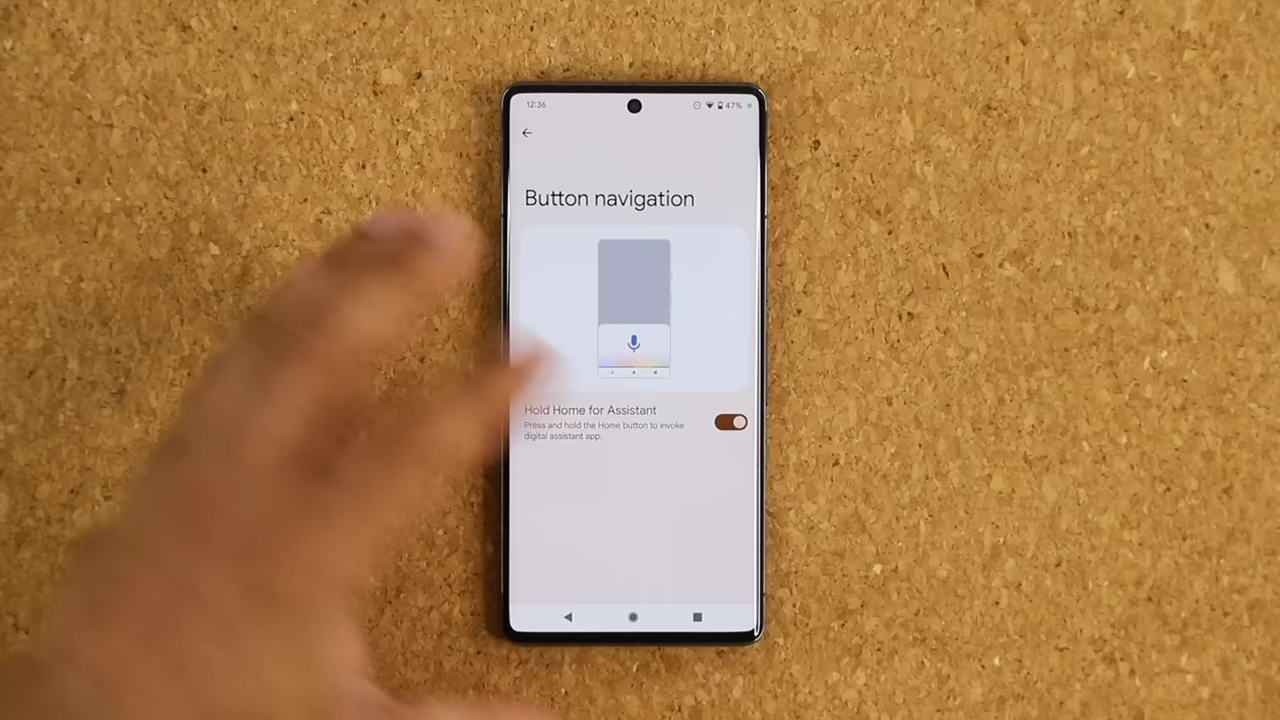 12:36
47%
Button navigation
Hold Home for Assistant
Press and hold the Home button to invoke
digital assistant app.